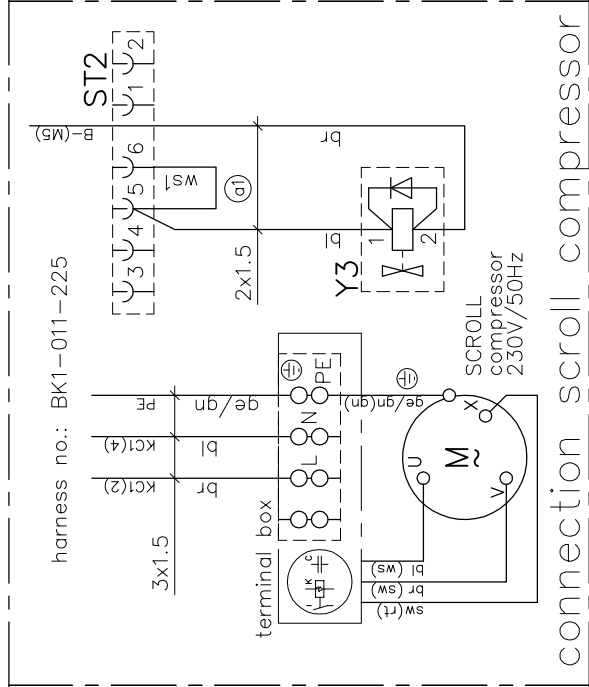 harness no.: BK1-011-225
ST2
3 4 5 6 1 2
ws1
a1
B-(M5)
3x1.5
KC1(2)
KC1(4)
PE
br
bl
ge/gn
2x1.5
bl
br
terminal box
L N PE
K
C
Y3
1
2
bl (ws)
br (sw)
sw(rt)
ge/gn(gn)
U
V
X
M~
SCROLL
compressor
230V/50Hz
connection scroll compressor